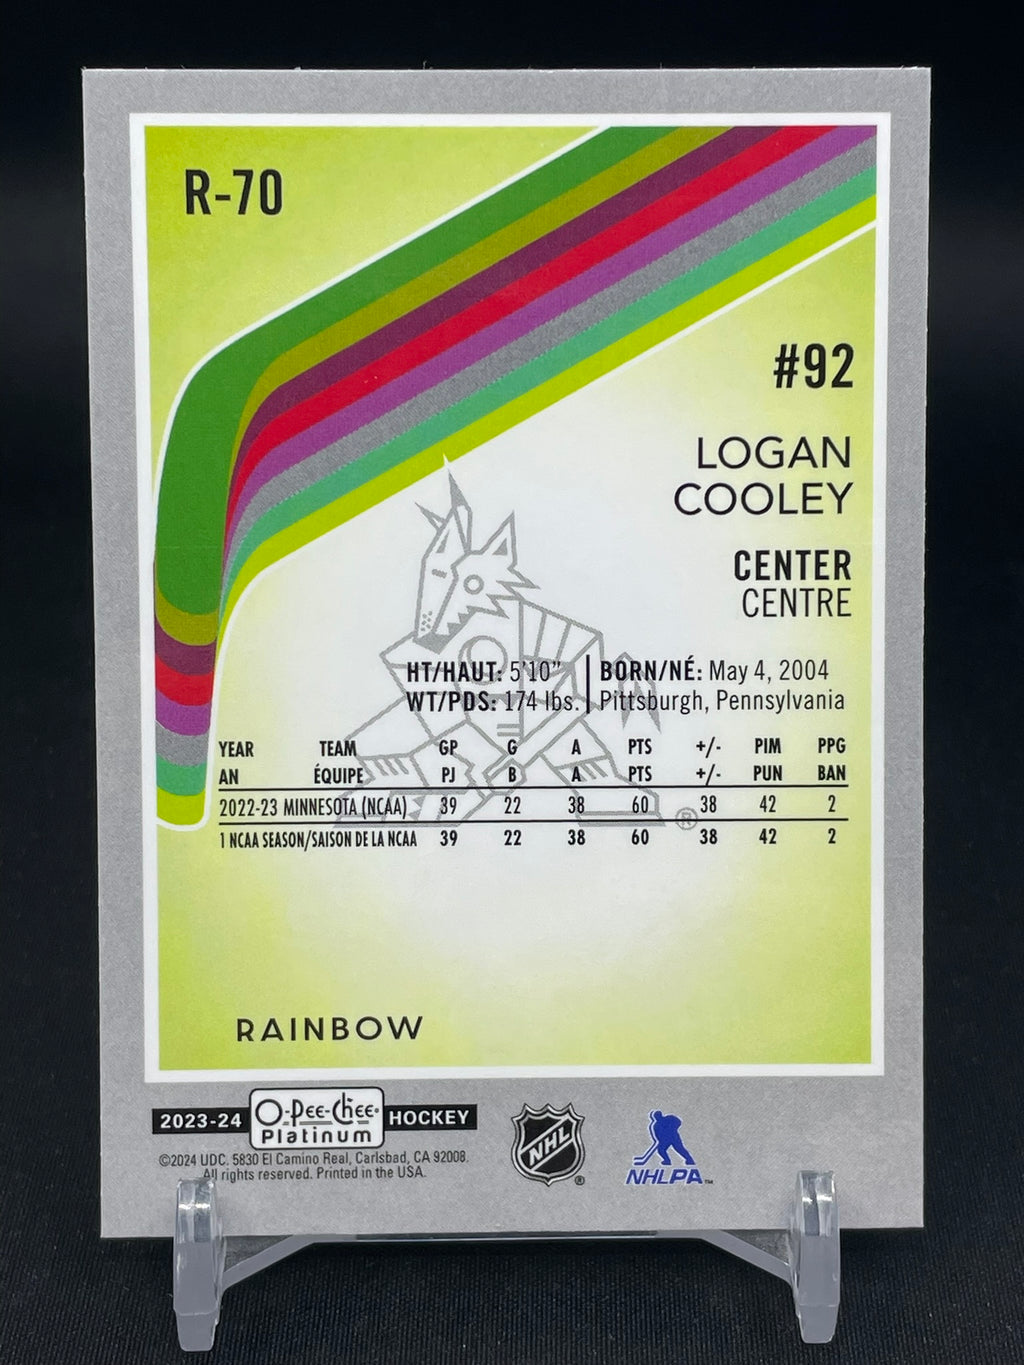 R-70
#92
LOGAN
COOLEY
CENTER
CENTRE
HT/HAUT: 5'10" BORN/NÉ: May 4, 2004
WT/PDS: 174 lbs. Pittsburgh, Pennsylvania
YEAR TEAM GP G A PTS +/- PIM PPG
AN ÉQUIPE PJ B A PTS +/- PUN BAN
2022-23 MINNESOTA (NCAA) 39 22 38 60 38 42 2
®
1 NCAA SEASON/SAISON DE LA NCAA 39 22 38 60 38 42 2
RAINBOW
2023-24 O-Pee-Chee Platinum HOCKEY
©2024 UDC. 5830 El Camino Real, Carlsbad, CA 92008.
All rights reserved. Printed in the USA.
NHL ®
NHLPA™